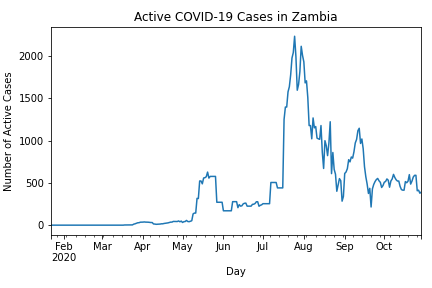 Active COVID-19 Cases in Zambia
Number of Active Cases
2000
1500
1000
500
0
Feb
2020
Mar
Apr
May
Jun
Jul
Aug
Sep
Oct
Day